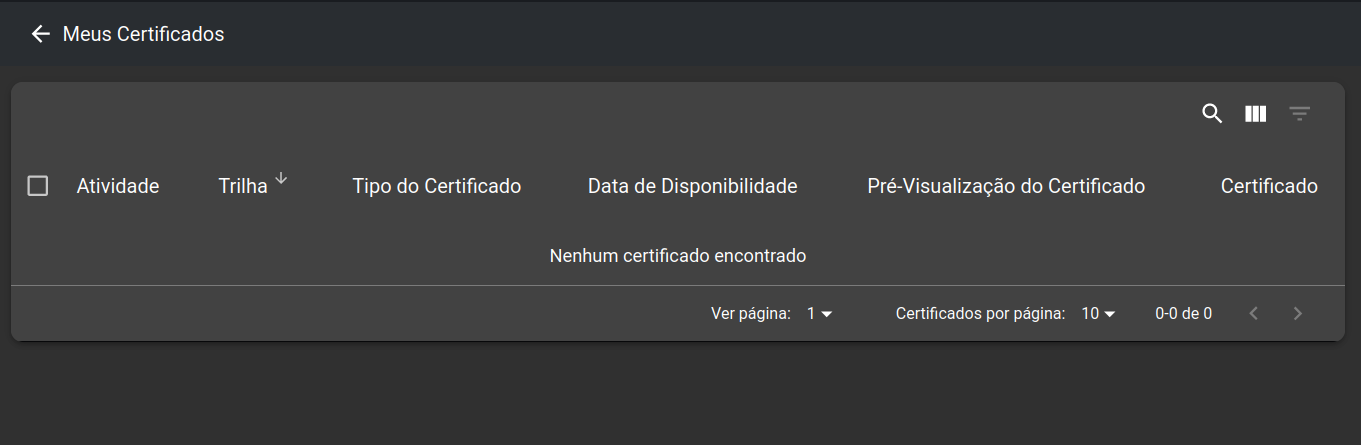 Meus Certificados
Atividade Trilha Tipo do Certificado Data de Disponibilidade Pré-Visualização do Certificado Certificado
Nenhum certificado encontrado
Ver página: 1 Certificados por página: 10 0-0 de 0